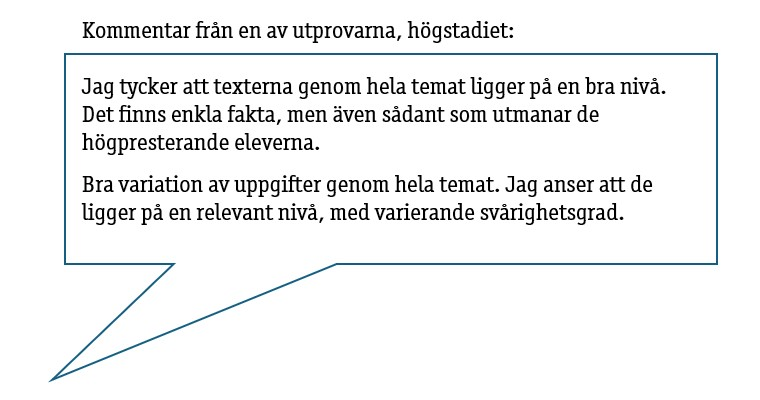 Kommentar från en av utprovarna, högstadiet:
Jag tycker att texterna genom hela temat ligger på en bra nivå.
Det finns enkla fakta, men även sådant som utmanar de
högpresterande eleverna.
Bra variation av uppgifter genom hela temat. Jag anser att de
ligger på en relevant nivå, med varierande svårighetsgrad.